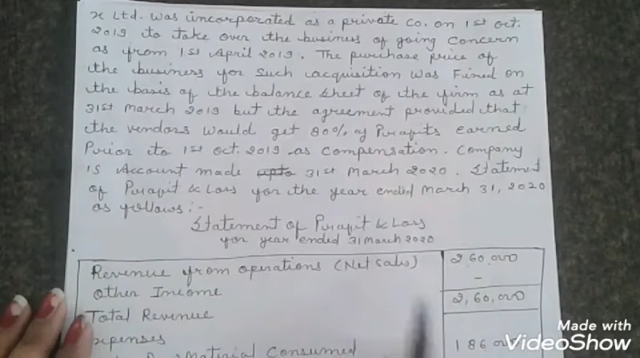 x Ltd. was incorporated as a private co. on 1st oct.
2019 to take over the business of going concern
as from 1st April 2019. The purchase price of
the business for such acquisition was Fixed on
the basis of the balance sheet of the firm as at
31st March 2019 but the agreement provided that
the vendors would get 80% of Profits earned
Prior to 1st oct. 2019 as compensation. Company
is Account made upto 31st March 2020. Statement
of Profit & Loss for the year ended March 31, 2020
as follows:-
Statement of Profit & Loss
for year ended 31 March 2020
Revenue from operations (Net sales) 2,60,000
Other Income -
Total Revenue 2,60,000
Expenses
Material Consumed 186
Made with
VideoShow